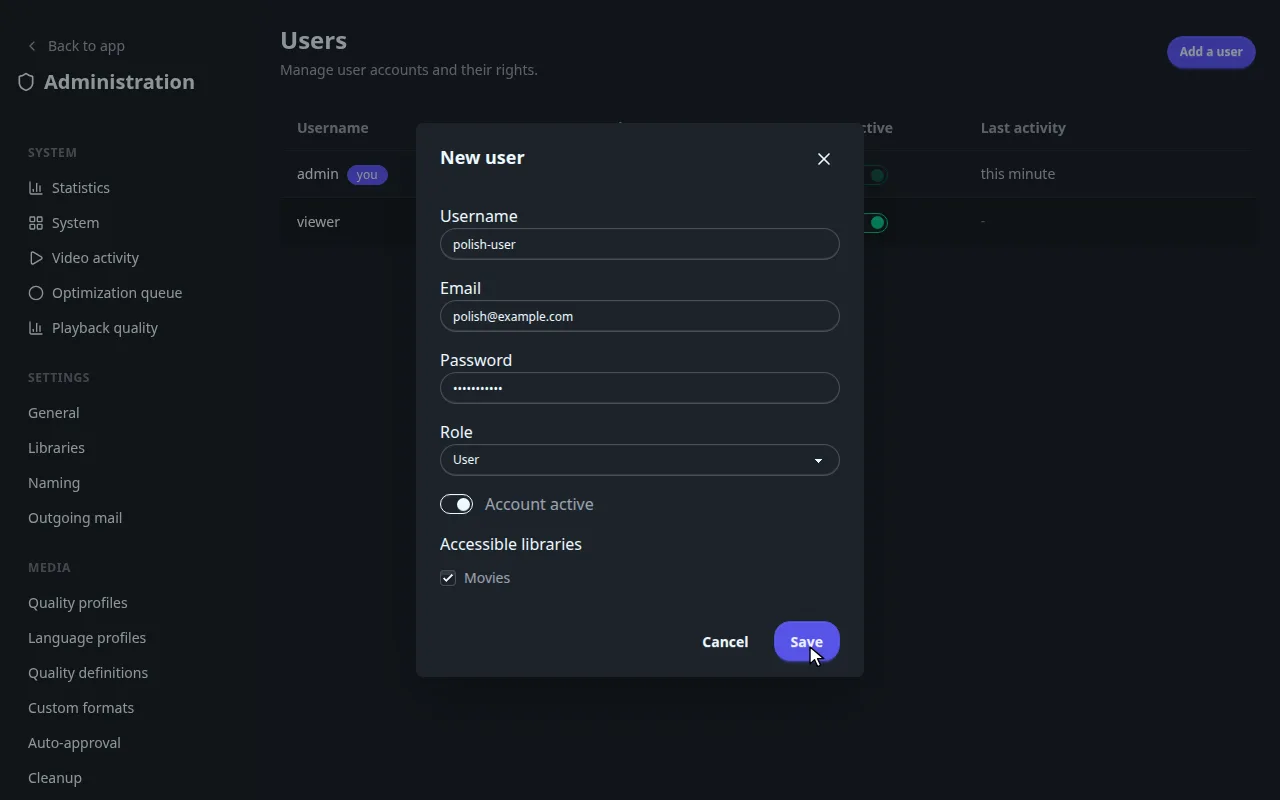 Back to app
Administration
SYSTEM
Statistics
System
Video activity
Optimization queue
Playback quality
SETTINGS
General
Libraries
Naming
Outgoing mail
MEDIA
Quality profiles
Language profiles
Quality definitions
Custom formats
Auto-approval
Cleanup
Users
Manage user accounts and their rights.
Add a user
Username Last activity
admin you this minute
viewer -
New user
Username
polish-user
Email
polish@example.com
Password
•••••••••••
Role
User
Account active
Accessible libraries
Movies
Cancel Save